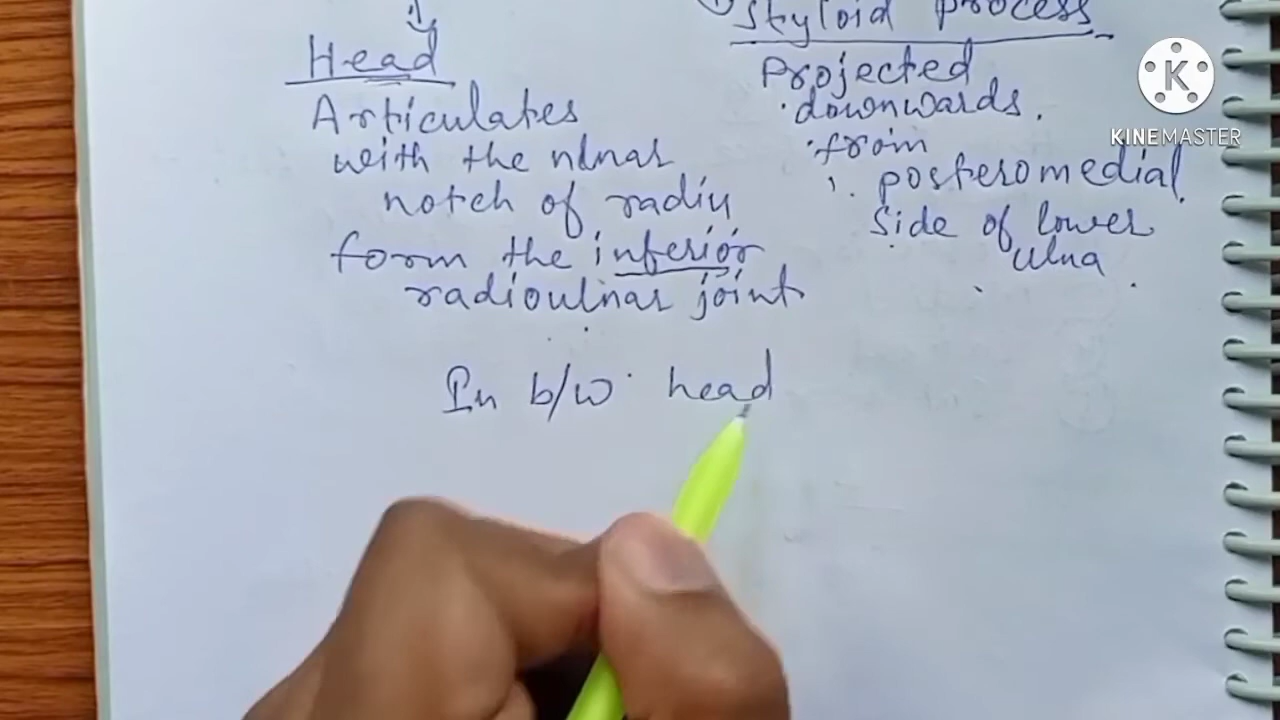 Head
Articulates
with the ulnar
notch of radiu
form the inferior
radioulnar joint
Styloid process
Projected
downwards.
from
posteromedial
side of lower
ulna
In b/w head
KINEMASTER